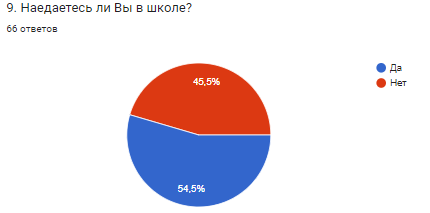 9. Наедаетесь ли Вы в школе?
66 ответов
Да
Нет
45,5%
54,5%